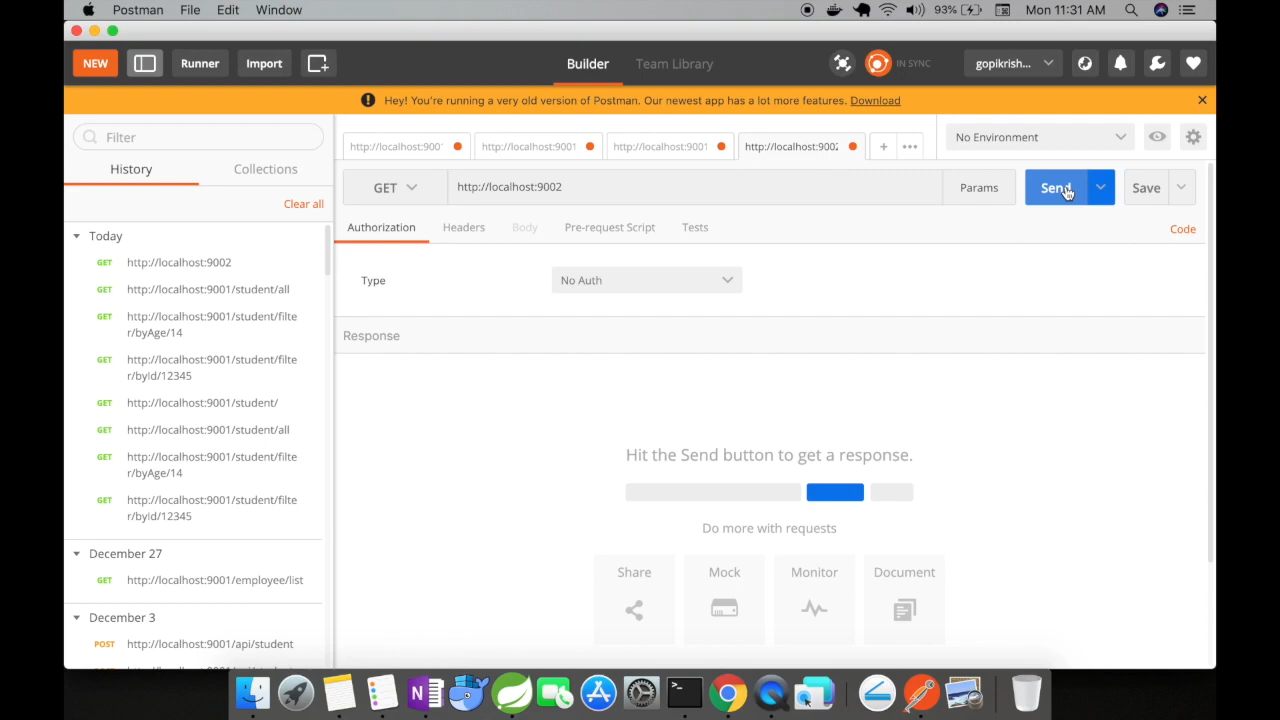 Postman File Edit Window 93% Mon 11:31 AM
NEW Runner Import Builder Team Library IN SYNC gopikrish...
Hey! You're running a very old version of Postman. Our newest app has a lot more features. Download
Filter
History Collections
Clear all
Today
GET http://localhost:9002
GET http://localhost:9001/student/all
GET http://localhost:9001/student/filte
r/byAge/14
GET http://localhost:9001/student/filte
r/byId/12345
GET http://localhost:9001/student/
GET http://localhost:9001/student/all
GET http://localhost:9001/student/filte
r/byAge/14
GET http://localhost:9001/student/filte
r/byId/12345
December 27
GET http://localhost:9001/employee/list
December 3
POST http://localhost:9001/api/student
http://localhost:900 http://localhost:9001 http://localhost:9001 http://localhost:9002 + ••• No Environment
GET http://localhost:9002 Params Send Save
Authorization Headers Body Pre-request Script Tests Code
Type No Auth
Response
Hit the Send button to get a response.
Do more with requests
Share Mock Monitor Document